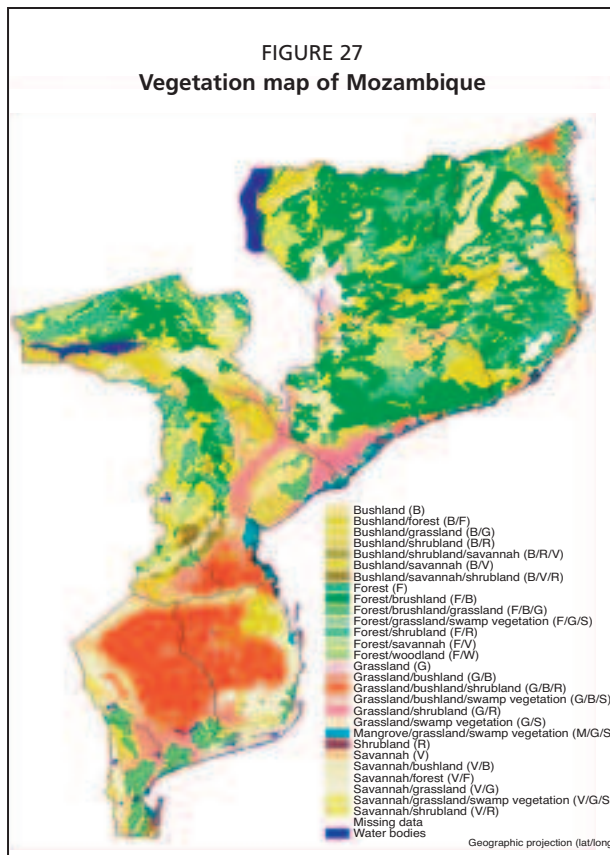 FIGURE 27
Vegetation map of Mozambique
Bushland (B)
Bushland/forest (B/F)
Bushland/grassland (B/G)
Bushland/shrubland (B/R)
Bushland/shrubland/savannah (B/R/V)
Bushland/savannah (B/V)
Bushland/savannah/shrubland (B/V/R)
Forest (F)
Forest/brushland (F/B)
Forest/brushland/grassland (F/B/G)
Forest/grassland/swamp vegetation (F/G/S)
Forest/shrubland (F/R)
Forest/savannah (F/V)
Forest/woodland (F/W)
Grassland (G)
Grassland/bushland (G/B)
Grassland/bushland/shrubland (G/B/R)
Grassland/bushland/swamp vegetation (G/B/S)
Grassland/shrubland (G/R)
Grassland/swamp vegetation (G/S)
Mangrove/grassland/swamp vegetation (M/G/S)
Shrubland (R)
Savannah (V)
Savannah/bushland (V/B)
Savannah/forest (V/F)
Savannah/grassland (V/G)
Savannah/grassland/swamp vegetation (V/G/S)
Savannah/shrubland (V/R)
Missing data
Water bodies
Geographic projection (lat/long